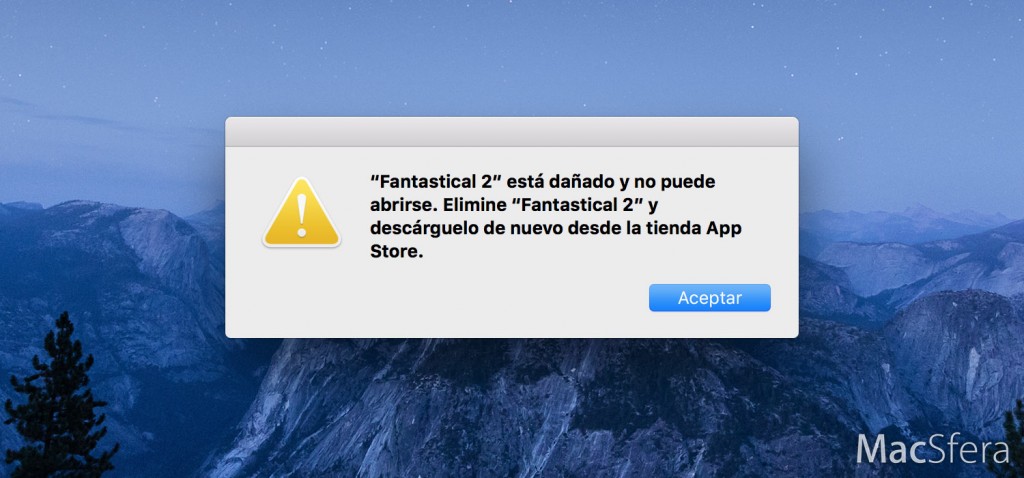 “Fantastical 2” está dañado y no puede
abrirse. Elimine “Fantastical 2” y
descárguelo de nuevo desde la tienda App
Store.
Aceptar
MacSfera